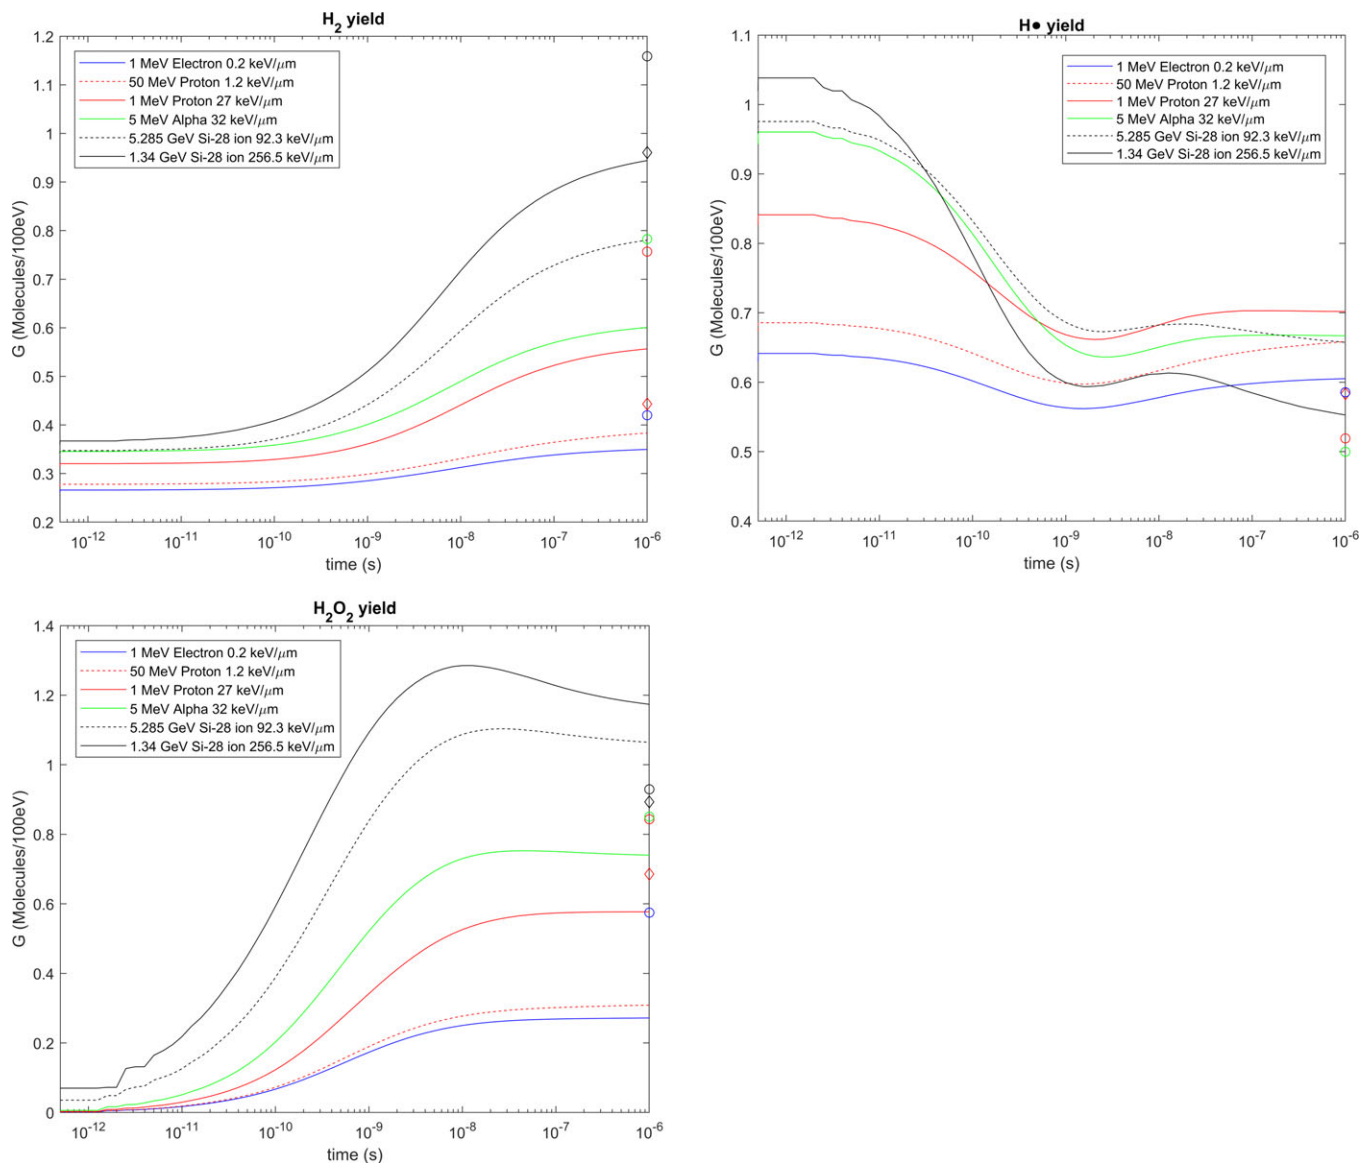 H2 yield
1.2
1.1
1
0.9
0.8
0.7
0.6
0.5
0.4
0.3
0.2
G (Molecules/100eV)
1 MeV Electron 0.2 keV/μm
50 MeV Proton 1.2 keV/μm
1 MeV Proton 27 keV/μm
5 MeV Alpha 32 keV/μm
5.285 GeV Si-28 ion 92.3 keV/μm
1.34 GeV Si-28 ion 256.5 keV/μm
10-12 10-11 10-10 10-9 10-8 10-7 10-6
time (s)
H● yield
1.1
1
0.9
0.8
0.7
0.6
0.5
0.4
G (Molecules/100eV)
1 MeV Electron 0.2 keV/μm
50 MeV Proton 1.2 keV/μm
1 MeV Proton 27 keV/μm
5 MeV Alpha 32 keV/μm
5.285 GeV Si-28 ion 92.3 keV/μm
1.34 GeV Si-28 ion 256.5 keV/μm
10-12 10-11 10-10 10-9 10-8 10-7 10-6
time (s)
H2O2 yield
1.4
1.2
1
0.8
0.6
0.4
0.2
0
G (Molecules/100eV)
1 MeV Electron 0.2 keV/μm
50 MeV Proton 1.2 keV/μm
1 MeV Proton 27 keV/μm
5 MeV Alpha 32 keV/μm
5.285 GeV Si-28 ion 92.3 keV/μm
1.34 GeV Si-28 ion 256.5 keV/μm
10-12 10-11 10-10 10-9 10-8 10-7 10-6
time (s)